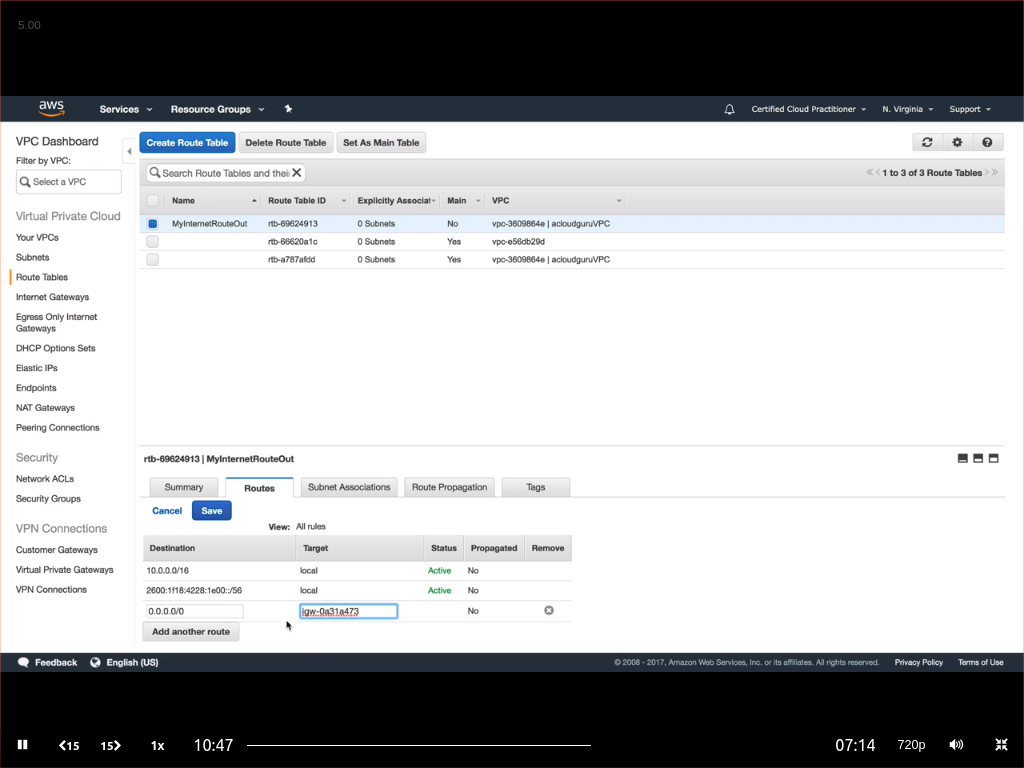 5.00
aws Services Resource Groups Certified Cloud Practitioner N. Virginia Support
VPC Dashboard
Filter by VPC:
Select a VPC
Virtual Private Cloud
Your VPCs
Subnets
Route Tables
Internet Gateways
Egress Only Internet
Gateways
DHCP Options Sets
Elastic IPs
Endpoints
NAT Gateways
Peering Connections
Security
Network ACLs
Security Groups
VPN Connections
Customer Gateways
Virtual Private Gateways
VPN Connections
Create Route Table Delete Route Table Set As Main Table
Search Route Tables and thei 1 to 3 of 3 Route Tables
Name Route Table ID Explicitly Associat Main VPC
MyInternetRouteOut rtb-69624913 0 Subnets No vpc-3609864e | acloudguruVPC
rtb-66620a1c 0 Subnets Yes vpc-e56db29d
rtb-a787afdd 0 Subnets Yes vpc-3609864e | acloudguruVPC
rtb-69624913 | MyInternetRouteOut
Summary Routes Subnet Associations Route Propagation Tags
Cancel Save
View: All rules
Destination Target Status Propagated Remove
10.0.0.0/16 local Active No
2600:1f18:4228:1e00::/56 local Active No
0.0.0.0/0 igw-0a31a473 No
Add another route
Feedback English (US) © 2008 - 2017, Amazon Web Services, Inc. or its affiliates. All rights reserved. Privacy Policy Terms of Use
15 15 1x 10:47 07:14 720p